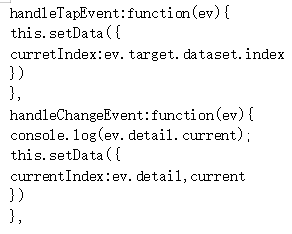 handleTapEvent:function(ev){
this.setData({
curretIndex:ev.target.dataset.index
})
},
handleChangeEvent:function(ev){
console.log(ev.detail.current);
this.setData({
currentIndex:ev.detail,current
})
},